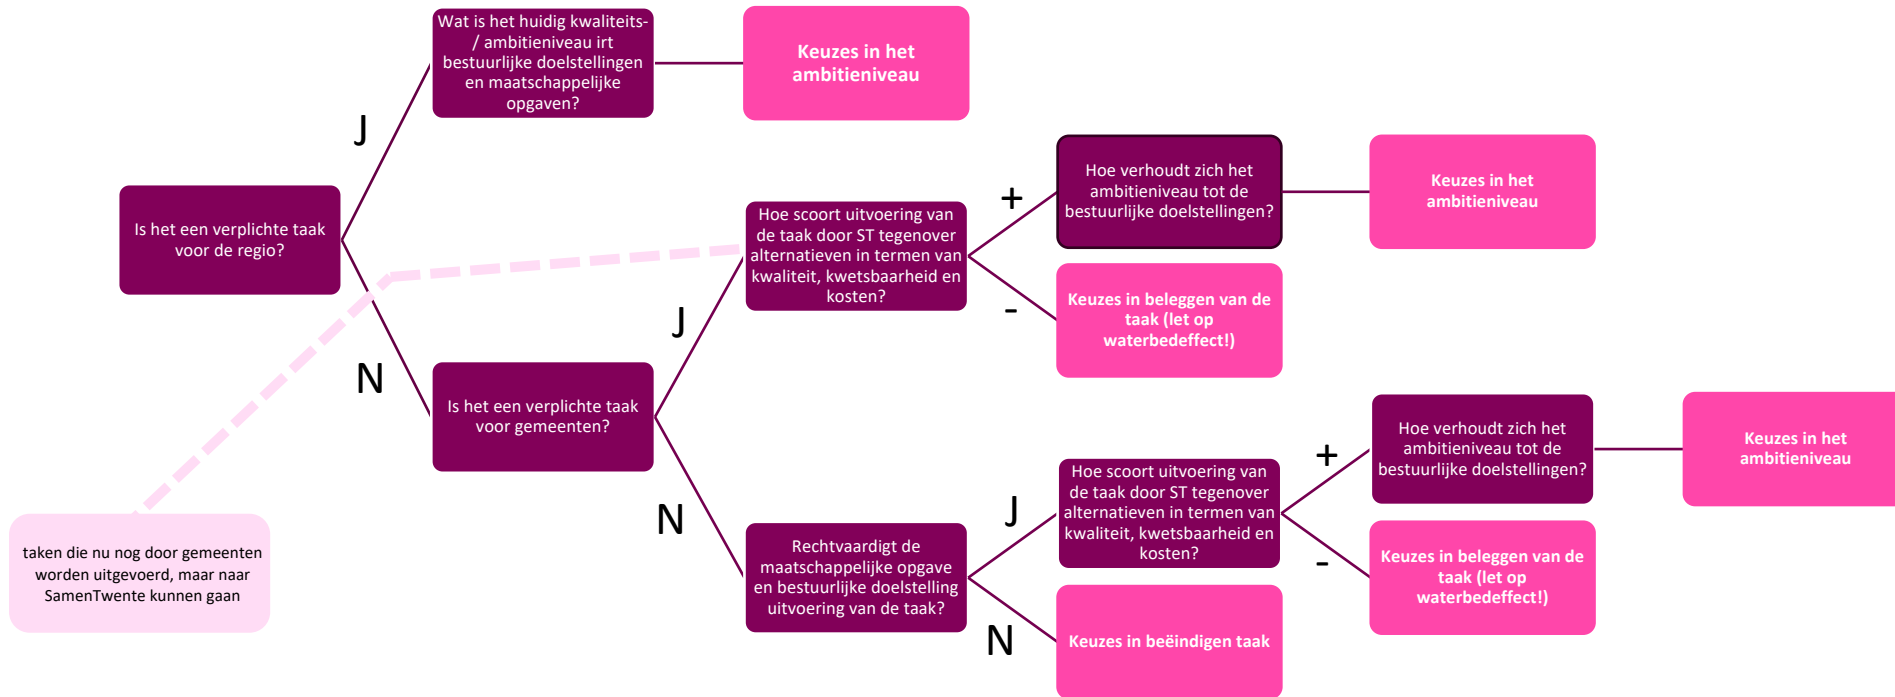 Wat is het huidig kwaliteits-
/ ambitieniveau irt
bestuurlijke doelstellingen
en maatschappelijke
opgaven?
Keuzes in het
ambitieniveau
J
Is het een verplichte taak
voor de regio?
N
Hoe scoort uitvoering van
de taak door ST tegenover
alternatieven in termen van
kwaliteit, kwetsbaarheid en
kosten?
+
Hoe verhoudt zich het
ambitieniveau tot de
bestuurlijke doelstellingen?
Keuzes in het
ambitieniveau
-
Keuzes in beleggen van de
taak (let op
waterbedeffect!)
J
Is het een verplichte taak
voor gemeenten?
N
Rechtvaardigt de
maatschappelijke opgave
en bestuurlijke doelstelling
uitvoering van de taak?
J
Hoe scoort uitvoering van
de taak door ST tegenover
alternatieven in termen van
kwaliteit, kwetsbaarheid en
kosten?
+
Hoe verhoudt zich het
ambitieniveau tot de
bestuurlijke doelstellingen?
Keuzes in het
ambitieniveau
-
Keuzes in beleggen van de
taak (let op
waterbedeffect!)
N
Keuzes in beëindigen taak
taken die nu nog door gemeenten
worden uitgevoerd, maar naar
SamenTwente kunnen gaan